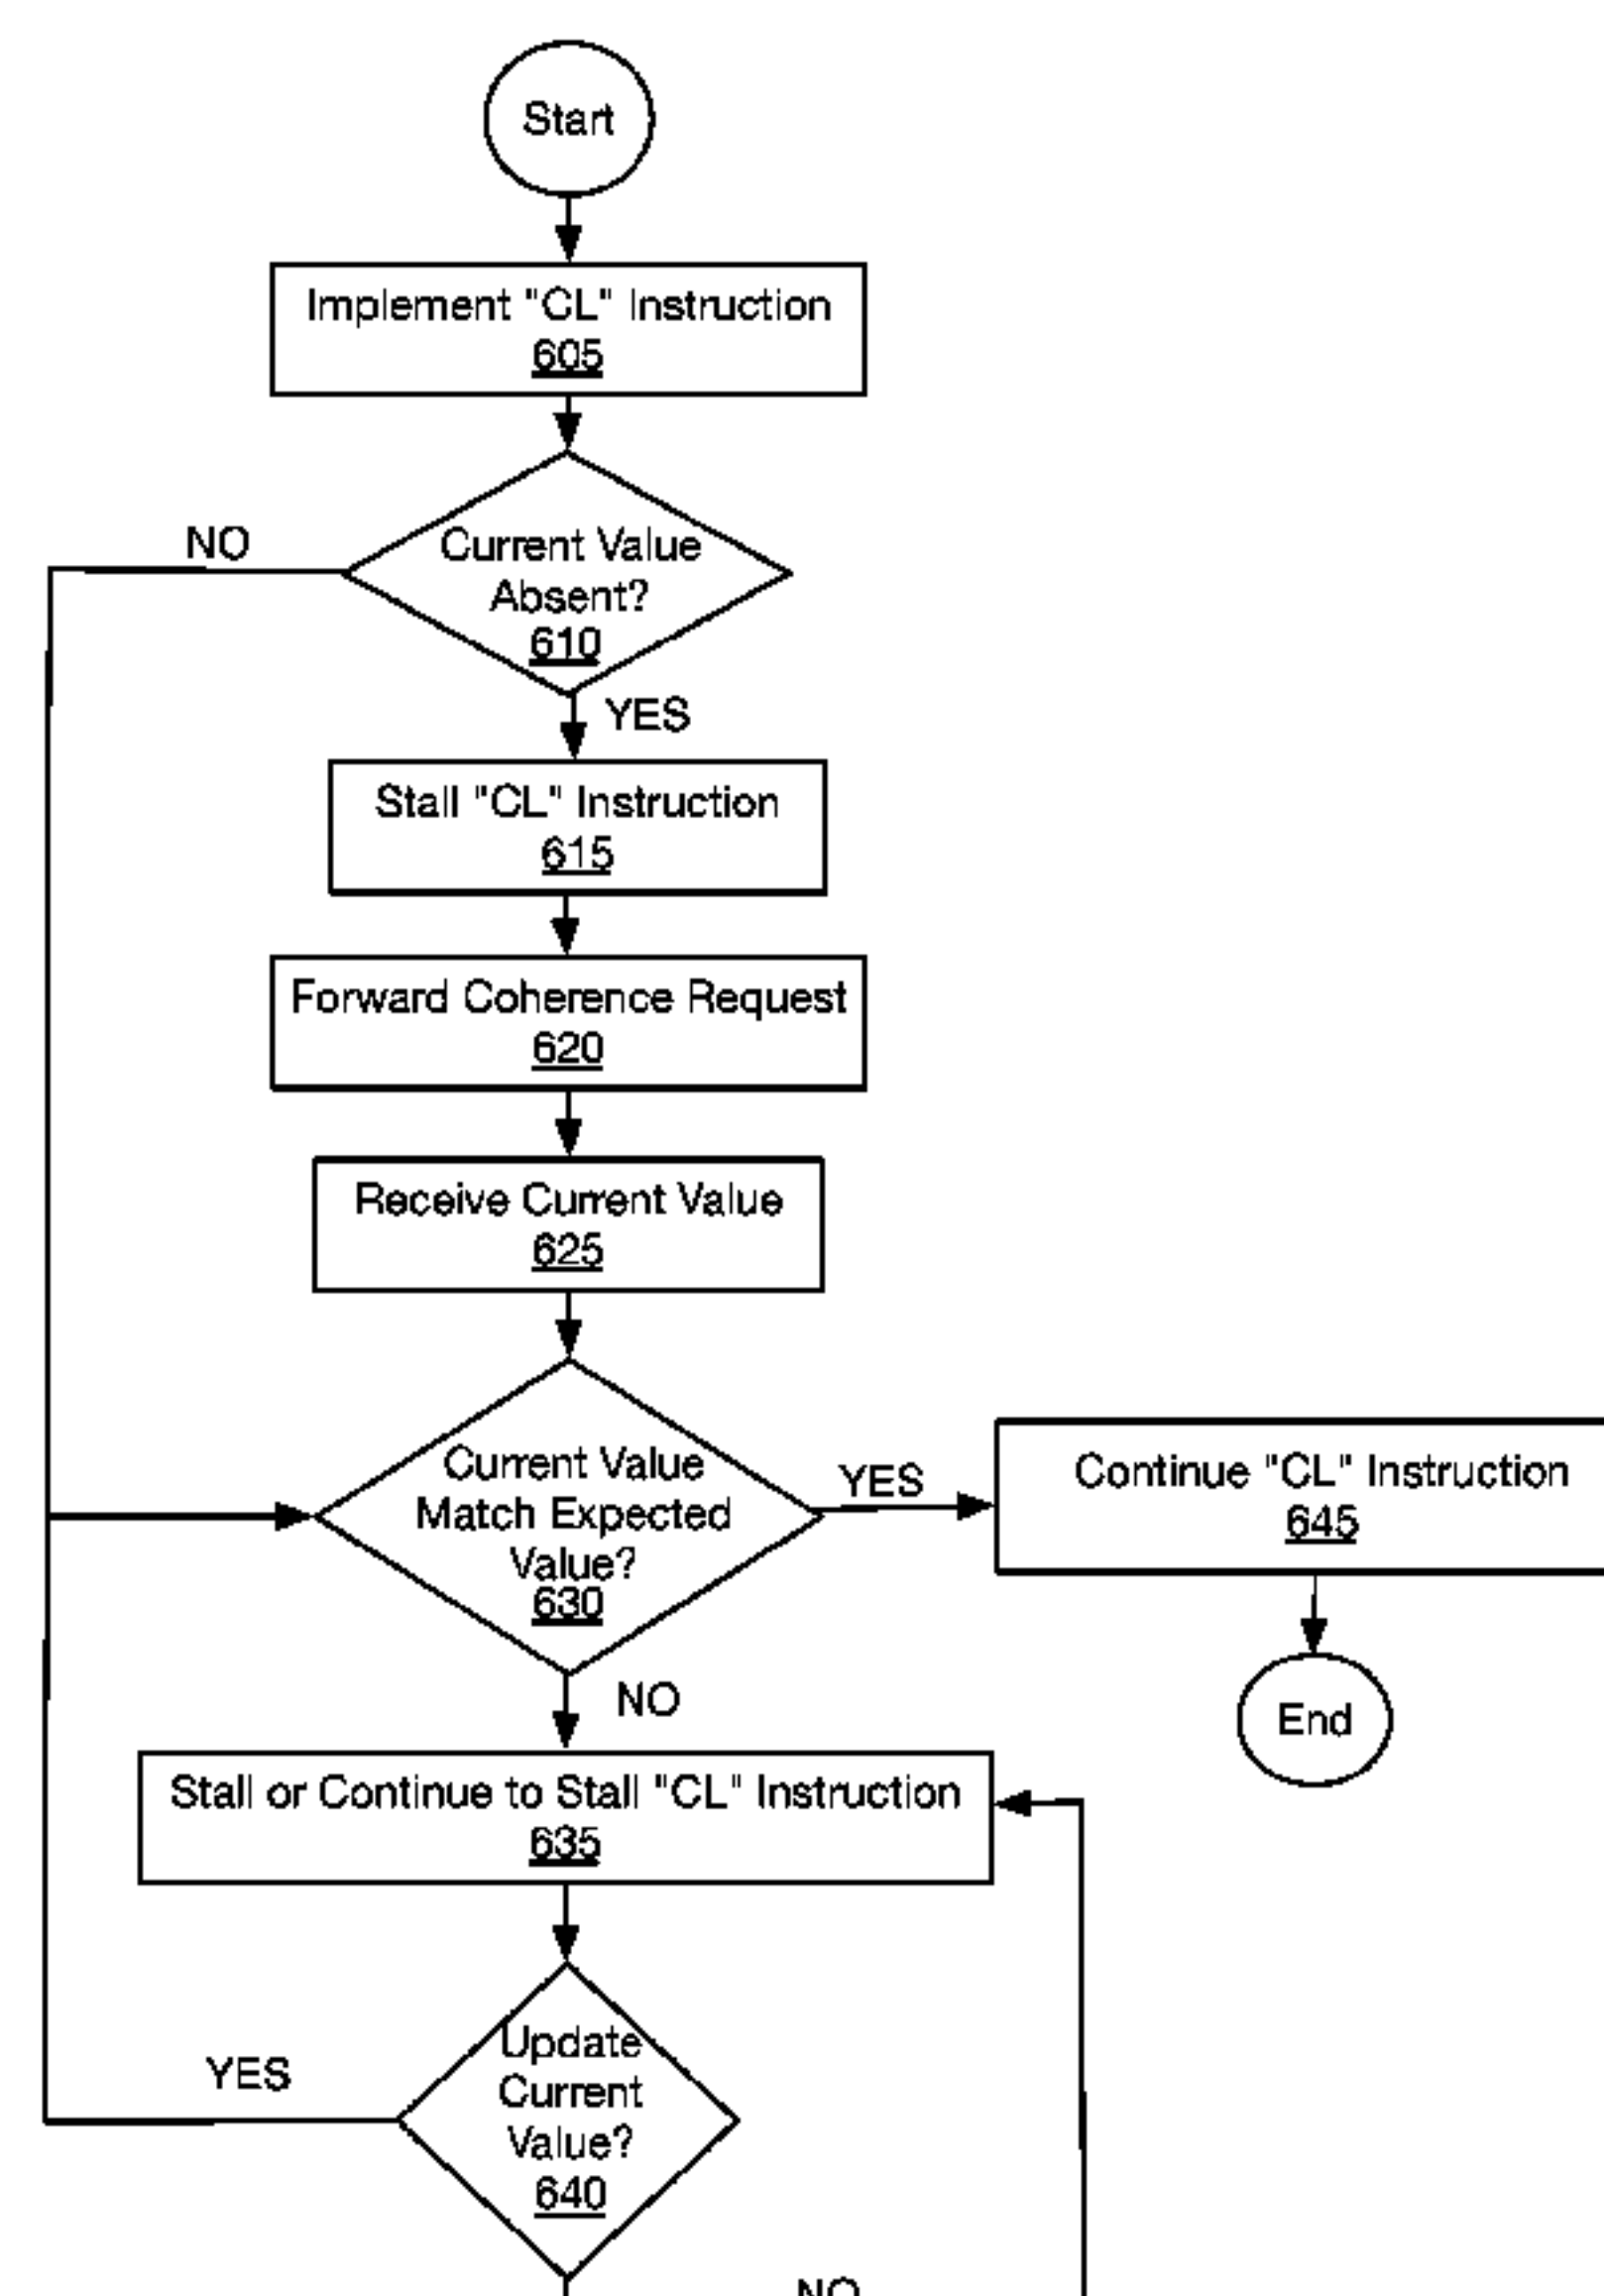 Start
Implement "CL" Instruction
605
NO
Current Value
Absent?
610
YES
Stall "CL" Instruction
615
Forward Coherence Request
620
Receive Current Value
625
Current Value
Match Expected
Value?
630
YES
Continue "CL" Instruction
645
NO
End
Stall or Continue to Stall "CL" Instruction
635
YES
Update
Current
Value?
640
NO